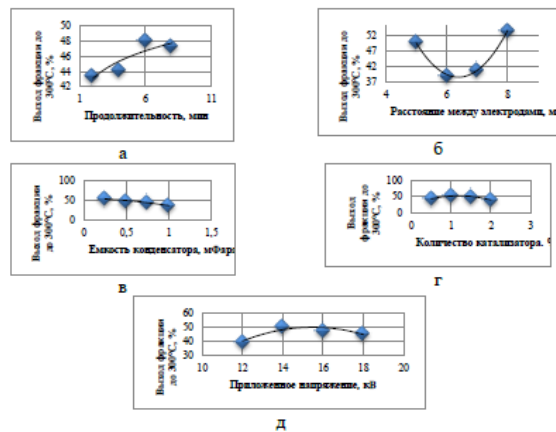 Выход фракции до 300°С, %
48
46
44
42
1 6 11
Продолжительность, мин
а
Выход фракции до 300°С, %
52
47
42
37
4 6 8
Расстояние между электродами, м
б
Выход фракции до 300°С, %
100
50
0
0 0,5 1 1,5
Емкость конденсатора, мФара
в
Выход фракции до 300°С, %
100
50
0
0 1 2 3
Количество катализатора,
г
Выход фракции до 300°С, %
60
50
40
30
10 12 14 16 18 20
Приложенное напряжение, кВ
д